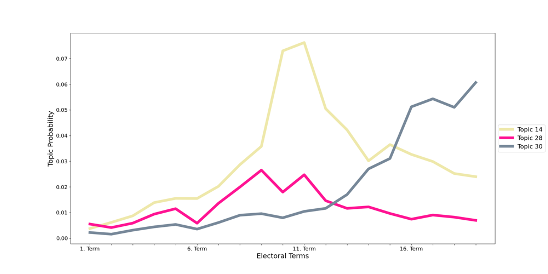 0.07
0.06
0.05
0.04
0.03
0.02
0.01
0.00
Topic Probability
1. Term
6. Term
11. Term
16. Term
Electoral Terms
Topic 14
Topic 28
Topic 30